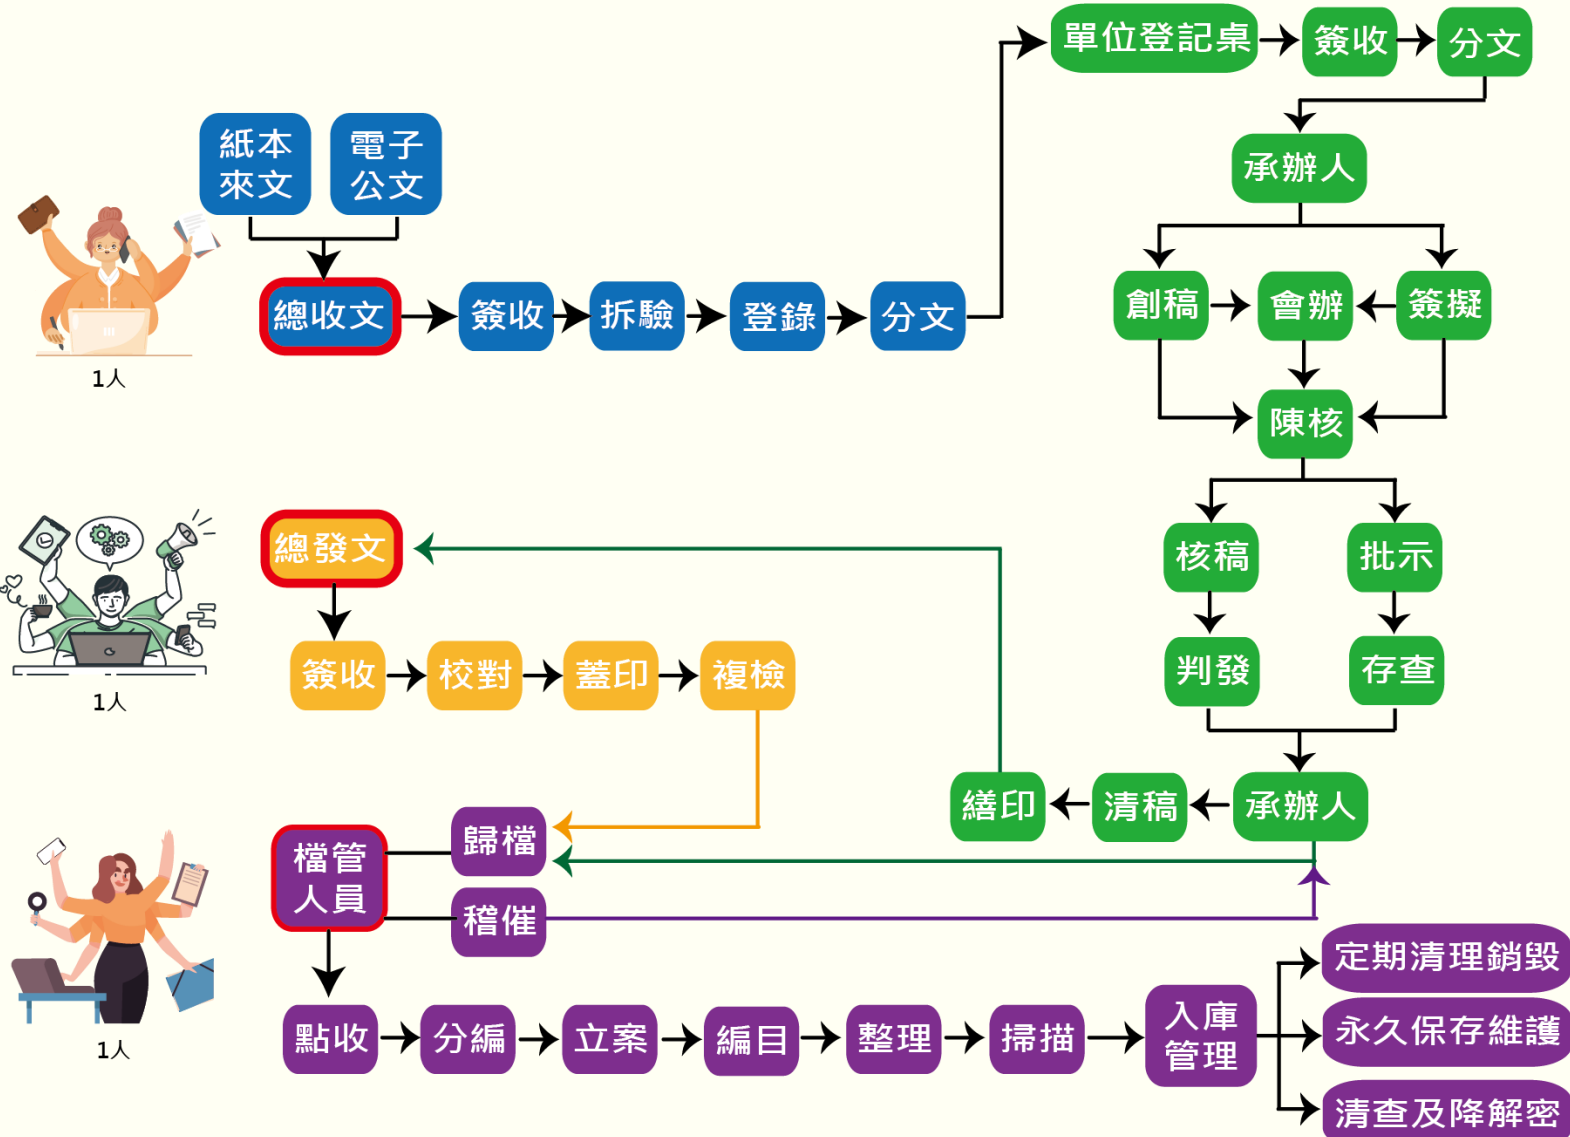 單位登記桌
簽收
分文
紙本
來文
電子
公文
承辦人
總收文
簽收
拆驗
登錄
分文
創稿
會辦
簽擬
1人
陳核
總發文
核稿
批示
簽收
校對
蓋印
複檢
判發
存查
1人
繕印
清稿
承辦人
歸檔
檔管
人員
稽催
定期清理銷毀
點收
分編
立案
編目
整理
掃描
入庫
管理
永久保存維護
1人
清查及降解密